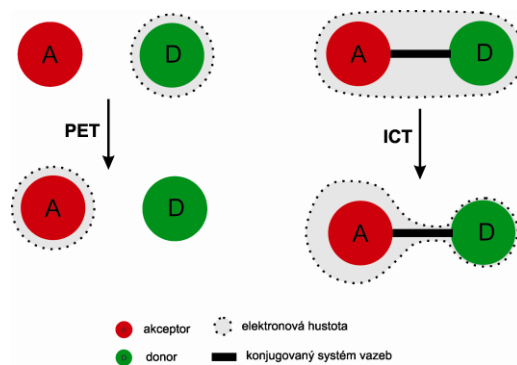 A D A D
PET ICT
A D A D
akceptor elektronová hustota
donor konjugovaný systém vazeb